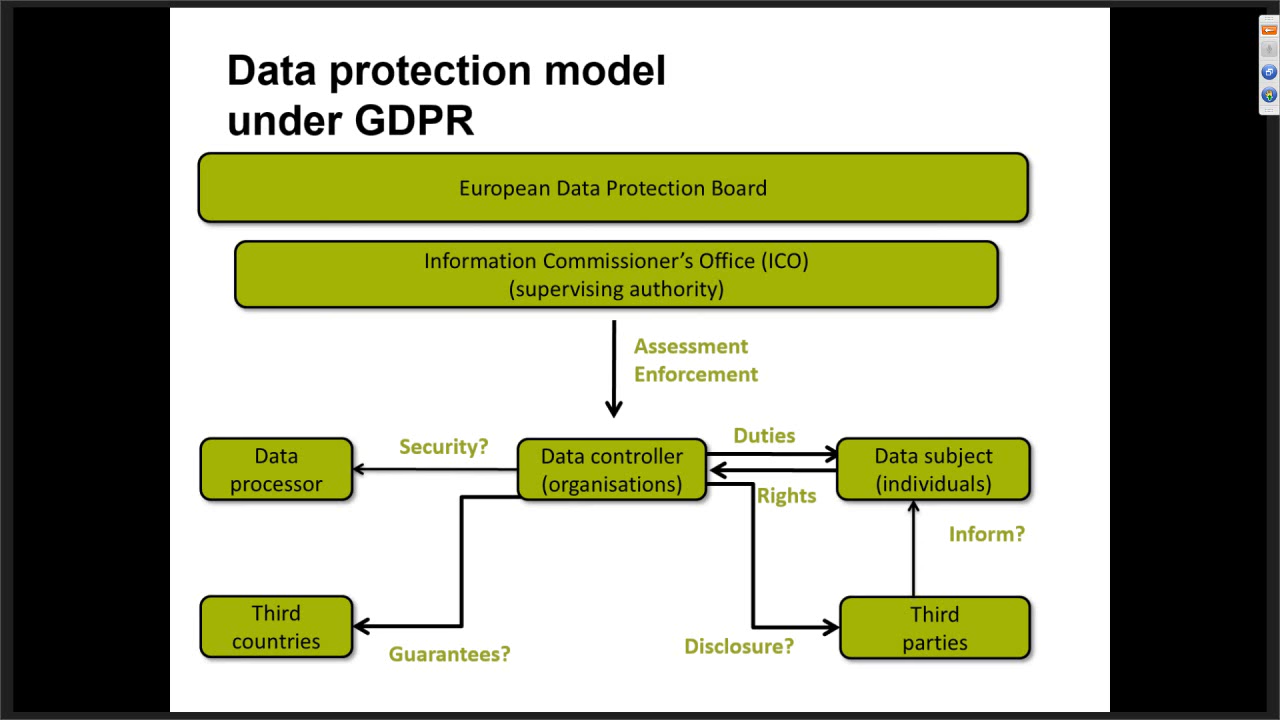 Data protection model
under GDPR
European Data Protection Board
Information Commissioner’s Office (ICO)
(supervising authority)
Assessment
Enforcement
Security?
Duties
Data
processor
Data controller
(organisations)
Data subject
(individuals)
Rights
Inform?
Third
countries
Guarantees?
Disclosure?
Third
parties